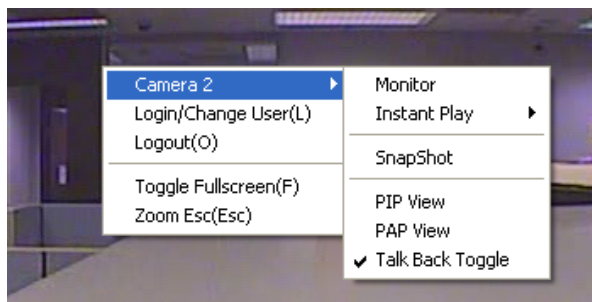 Camera 2
Login/Change User(L)
Logout(O)
Toggle Fullscreen(F)
Zoom Esc(Esc)
Monitor
Instant Play
SnapShot
PIP View
PAP View
Talk Back Toggle